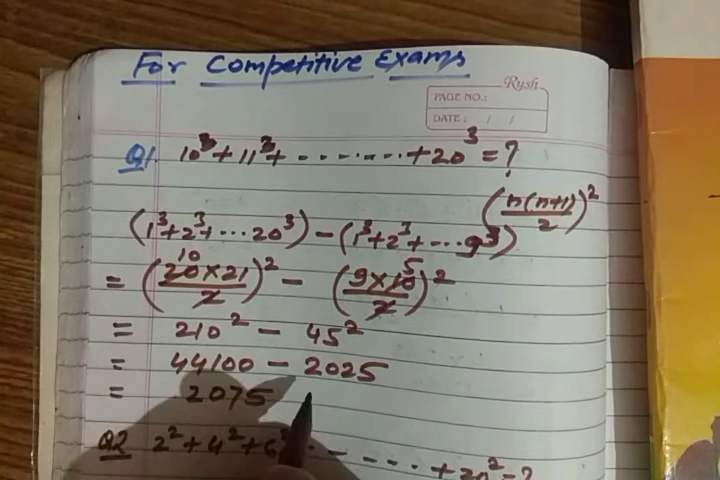 For Competitive Exams
Rysh
PAGE NO.:
DATE: / /
Q1. 10³ + 11³ + ........ + 20³ = ?
(n(n+1)/2)²
(1³+2³+...20³) – (1³+2³+...9³)
= (20×21/2)² – (9×10/2)²
10 5
= 210² – 45²
= 44100 – 2025
= 2075
Q2 2²+4²+6²... – – .... + 20² = ?